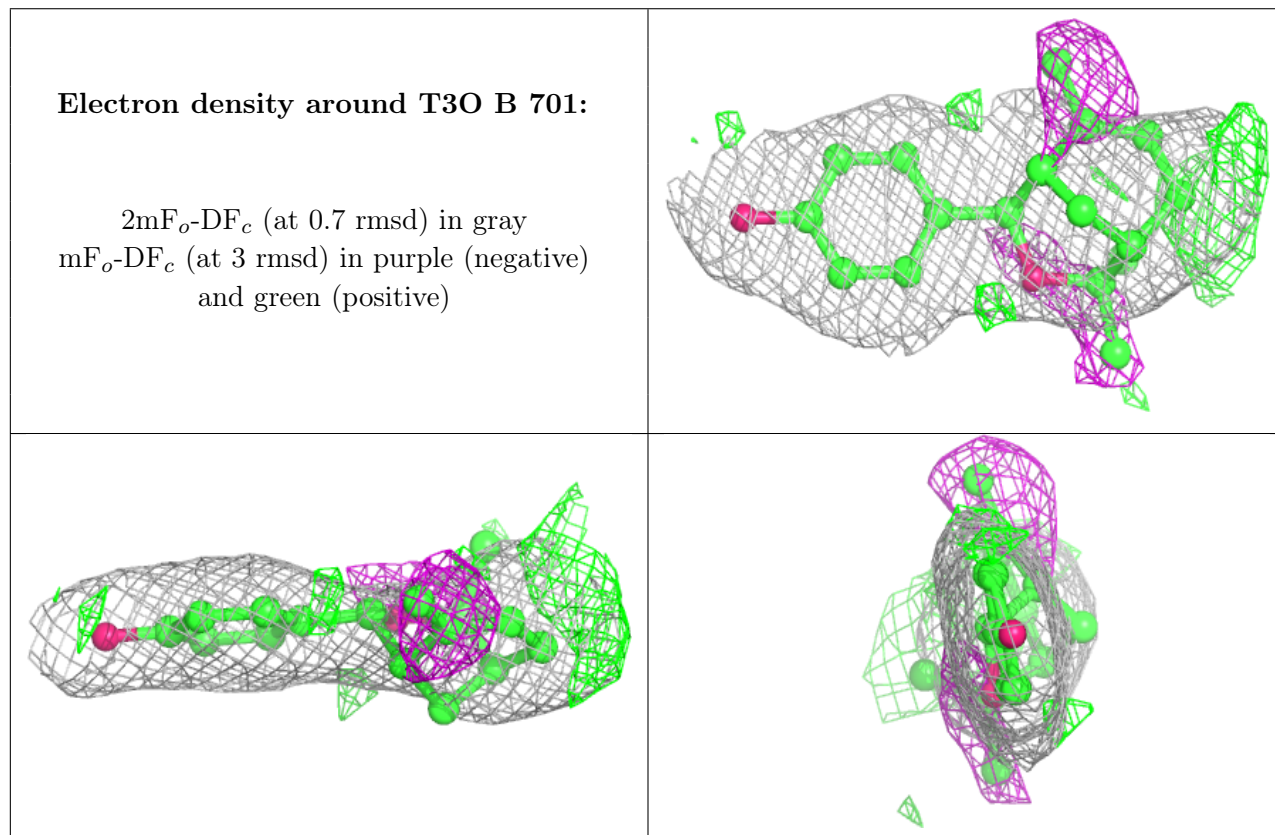 Electron density around T3O B 701:
2mFo-DFc (at 0.7 rmsd) in gray
mFo-DFc (at 3 rmsd) in purple (negative)
and green (positive)